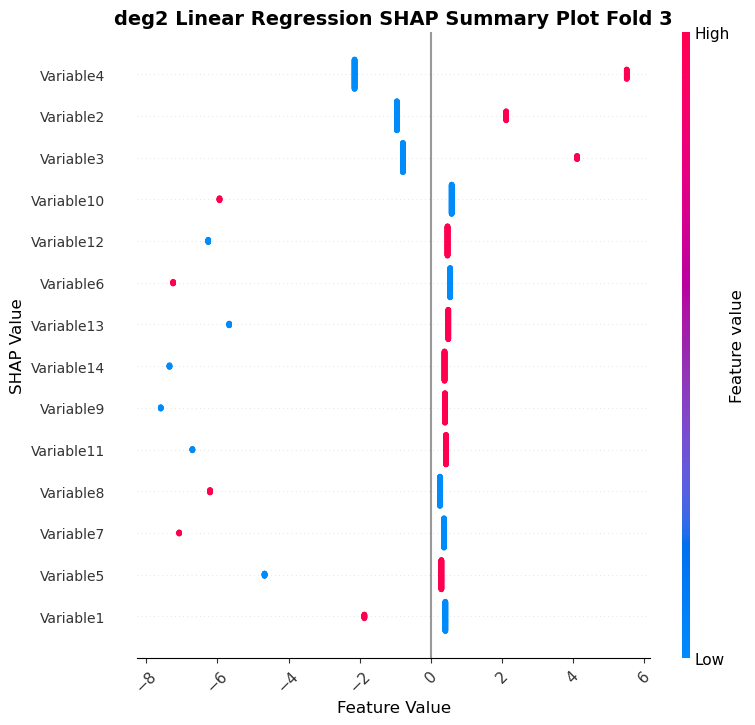 deg2 Linear Regression SHAP Summary Plot Fold 3
High
Variable4
Variable2
Variable3
Variable10
Variable12
Variable6
Variable13
Variable14
Variable9
Variable11
Variable8
Variable7
Variable5
Variable1
SHAP Value
Feature value
Low
−8
−6
−4
−2
0
2
4
6
Feature Value